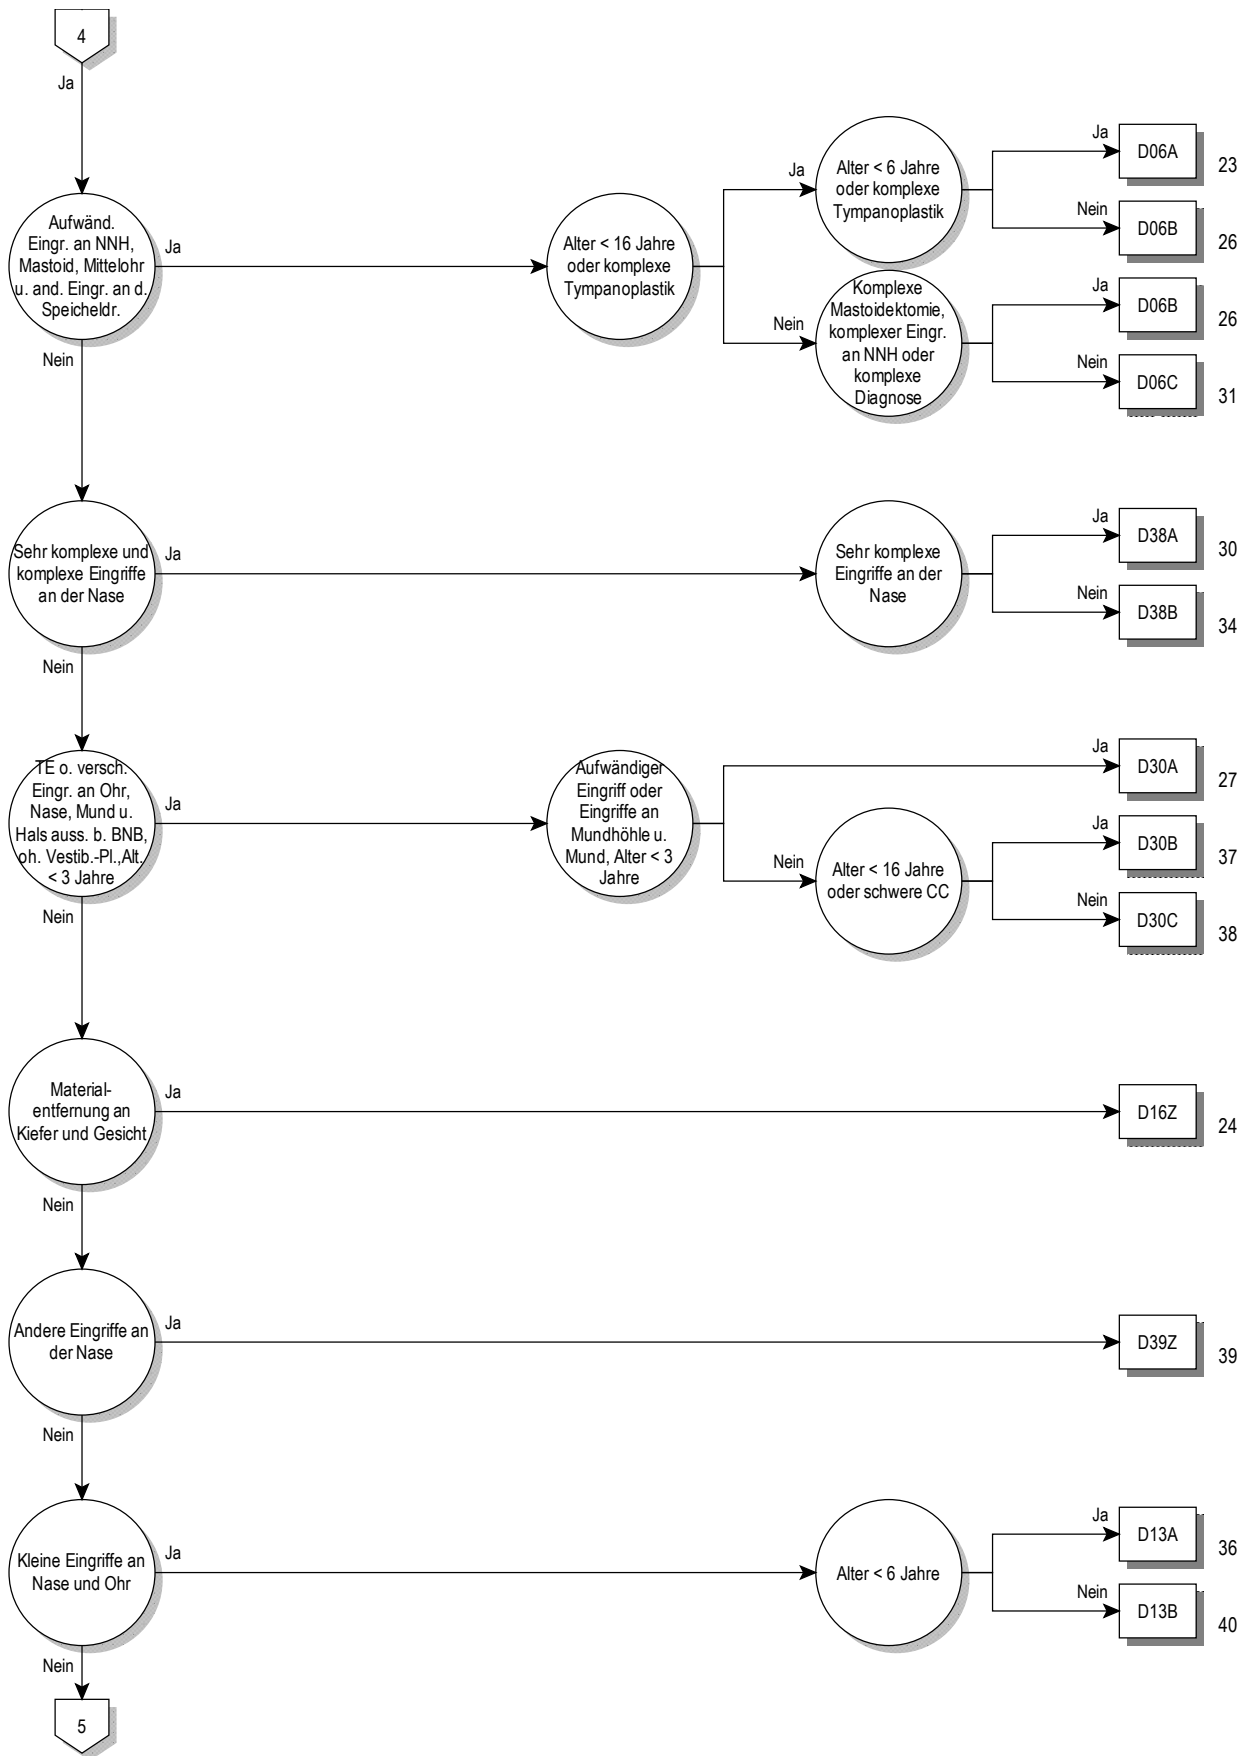 4
Ja
Aufwänd.
Eingr. an NNH,
Mastoid, Mittelohr
u. and. Eingr. an d.
Speicheldr.
Ja
Alter < 16 Jahre
oder komplexe
Tympanoplastik
Ja
Alter < 6 Jahre
oder komplexe
Tympanoplastik
Ja
D06A
23
Nein
D06B
26
Nein
Komplexe
Mastoidektomie,
komplexer Eingr.
an NNH oder
komplexe
Diagnose
Ja
D06B
26
Nein
D06C
31
Nein
Sehr komplexe und
komplexe Eingriffe
an der Nase
Ja
Sehr komplexe
Eingriffe an der
Nase
Ja
D38A
30
Nein
D38B
34
Nein
TE o. versch.
Eingr. an Ohr,
Nase, Mund u.
Hals auss. b. BNB,
oh. Vestib.-Pl.,Alt.
< 3 Jahre
Ja
Aufwändiger
Eingriff oder
Eingriffe an
Mundhöhle u.
Mund, Alter < 3
Jahre
Ja
D30A
27
Nein
Alter < 16 Jahre
oder schwere CC
Ja
D30B
37
Nein
D30C
38
Nein
Material-
entfernung an
Kiefer und Gesicht
Ja
D16Z
24
Nein
Andere Eingriffe an
der Nase
Ja
D39Z
39
Nein
Kleine Eingriffe an
Nase und Ohr
Ja
Alter < 6 Jahre
Ja
D13A
36
Nein
D13B
40
Nein
5